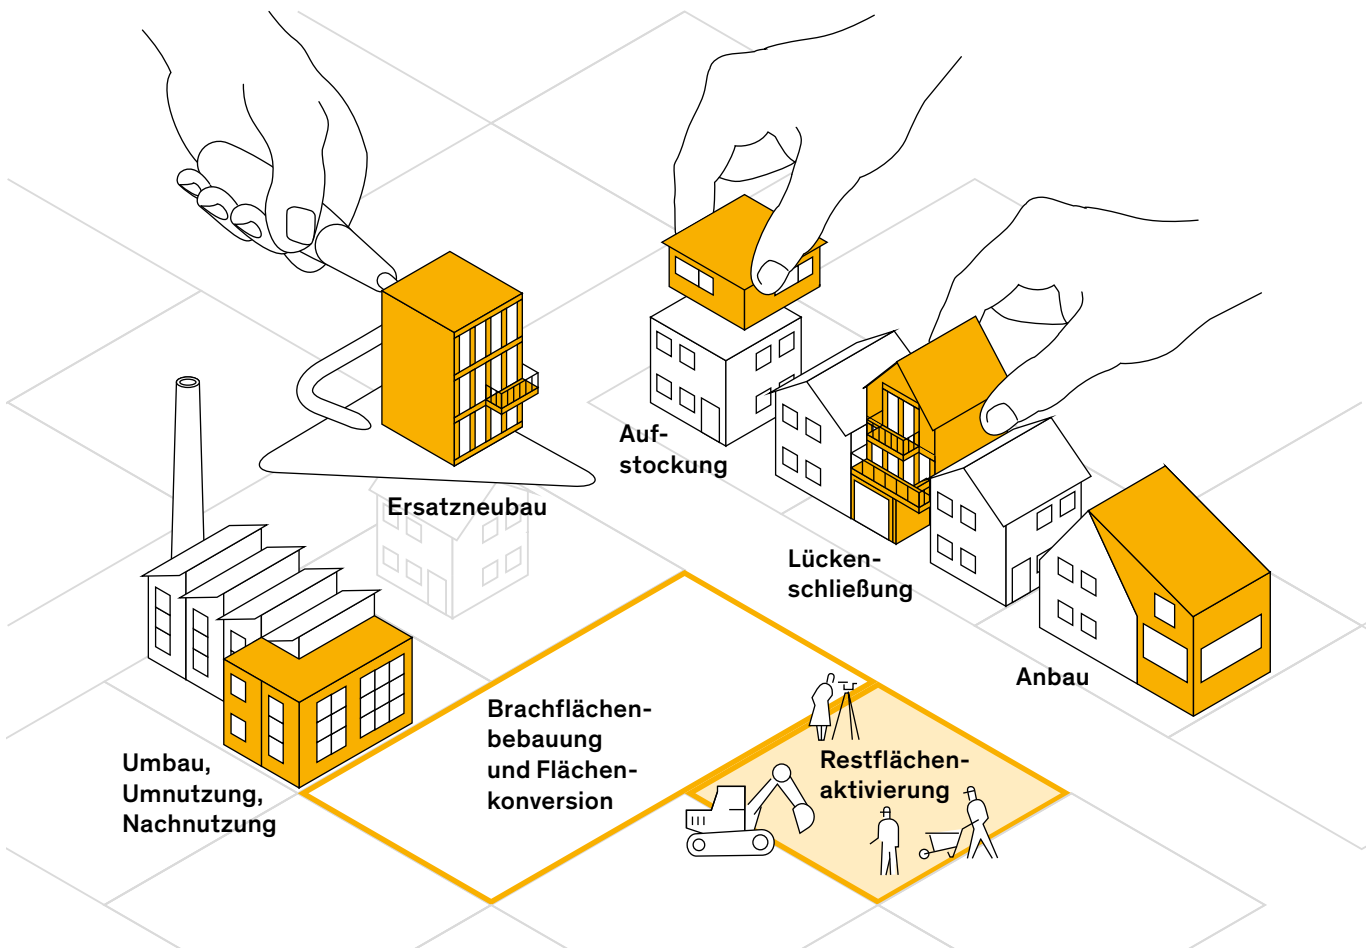 Auf-
stockung
Ersatzneubau
Lücken-
schließung
Anbau
Brachflächen-
bebauung
und Flächen-
konversion
Restflächen-
aktivierung
Umbau,
Umnutzung,
Nachnutzung